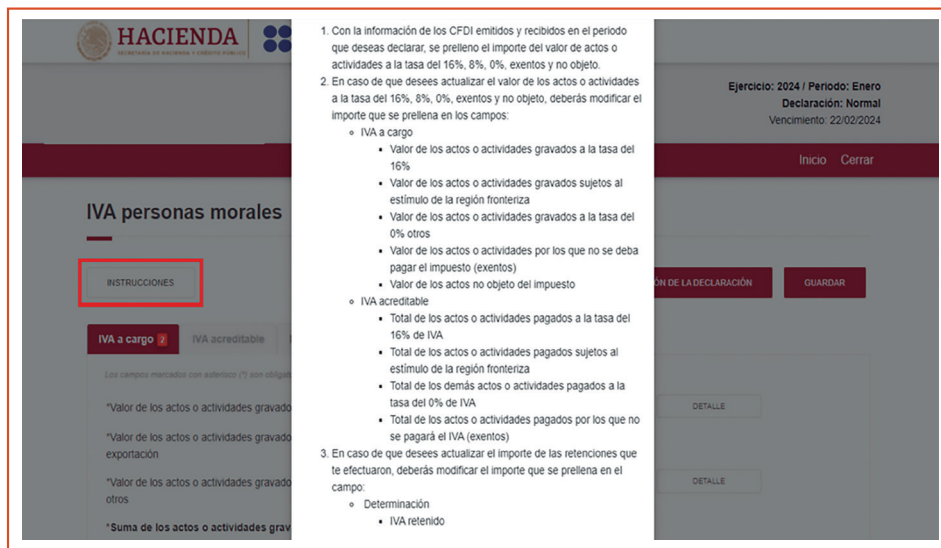 HACIENDA
SECRETARÍA DE HACIENDA Y CRÉDITO PÚBLICO
Ejercicio: 2024 / Periodo: Enero
Declaración: Normal
Vencimiento: 22/02/2024
Inicio Cerrar
IVA personas morales
INSTRUCCIONES
ÓN DE LA DECLARACIÓN
GUARDAR
IVA a cargo 2
IVA acreditable
Los campos marcados con asterisco (*) son obligat
*Valor de los actos o actividades gravado
DETALLE
*Valor de los actos o actividades gravado
exportación
*Valor de los actos o actividades gravado
otros
DETALLE
*Suma de los actos o actividades grav
1. Con la información de los CFDI emitidos y recibidos en el periodo
que deseas declarar, se prelleno el importe del valor de actos o
actividades a la tasa del 16%, 8%, 0%, exentos y no objeto.
2. En caso de que desees actualizar el valor de los actos o actividades
a la tasa del 16%, 8%, 0%, exentos y no objeto, deberás modificar el
importe que se prellena en los campos:
◦ IVA a cargo
▪ Valor de los actos o actividades gravados a la tasa del
16%
▪ Valor de los actos o actividades gravados sujetos al
estímulo de la región fronteriza
▪ Valor de los actos o actividades gravados a la tasa del
0% otros
▪ Valor de los actos o actividades por los que no se deba
pagar el impuesto (exentos)
▪ Valor de los actos no objeto del impuesto
◦ IVA acreditable
▪ Total de los actos o actividades pagados a la tasa del
16% de IVA
▪ Total de los actos o actividades pagados sujetos al
estímulo de la región fronteriza
▪ Total de los demás actos o actividades pagados a la
tasa del 0% de IVA
▪ Total de los actos o actividades pagados por los que no
se pagará el IVA (exentos)
3. En caso de que desees actualizar el importe de las retenciones que
te efectuaron, deberás modificar el importe que se prellena en el
campo:
◦ Determinación
▪ IVA retenido